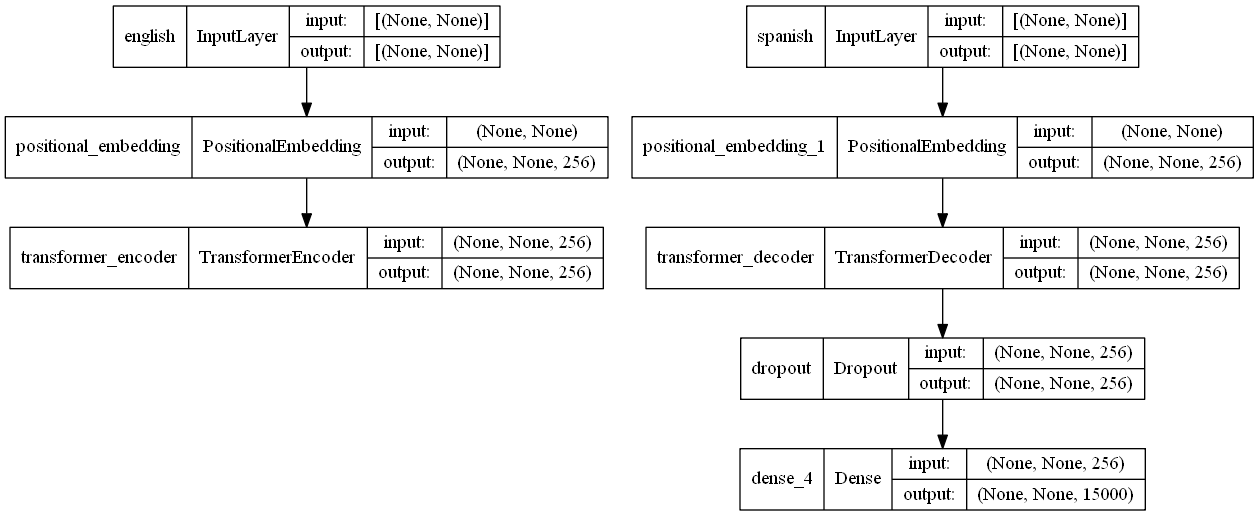 english InputLayer input: [(None, None)]
output: [(None, None)]
positional_embedding PositionalEmbedding input: (None, None)
output: (None, None, 256)
transformer_encoder TransformerEncoder input: (None, None, 256)
output: (None, None, 256)
spanish InputLayer input: [(None, None)]
output: [(None, None)]
positional_embedding_1 PositionalEmbedding input: (None, None)
output: (None, None, 256)
transformer_decoder TransformerDecoder input: (None, None, 256)
output: (None, None, 256)
dropout Dropout input: (None, None, 256)
output: (None, None, 256)
dense_4 Dense input: (None, None, 256)
output: (None, None, 15000)